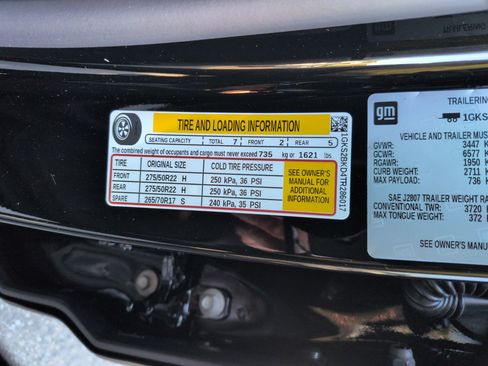 TIRE AND LOADING INFORMATION
SEATING CAPACITY TOTAL 7 FRONT 2 REAR 5
The combined weight of occupants and cargo must never exceed 735 kg or 1621 lbs
TIRE ORIGINAL SIZE COLD TIRE PRESSURE
FRONT 275/50R22 H 250 kPa, 36 PSI
REAR 275/50R22 H 250 kPa, 36 PSI
SPARE 265/70R17 S 240 kPa, 35 PSI
SEE OWNER'S
MANUAL FOR
ADDITIONAL
INFORMATION
1GKS2BKD4TR286017
gm
TRAILERING
1GKS
VEHICLE AND TRAILER MUS
GVWR: 3447 K
GCWR: 6577 K
RGAWR: 1950 K
CURB WEIGHT: 2711 K
MAX PAYLOAD: 736 K
SAE J2807 TRAILER WEIGHT RA
CONVENTIONAL TWR: 3720
MAX TONGUE WEIGHT: 372
SEE OWNER'S MANUAL